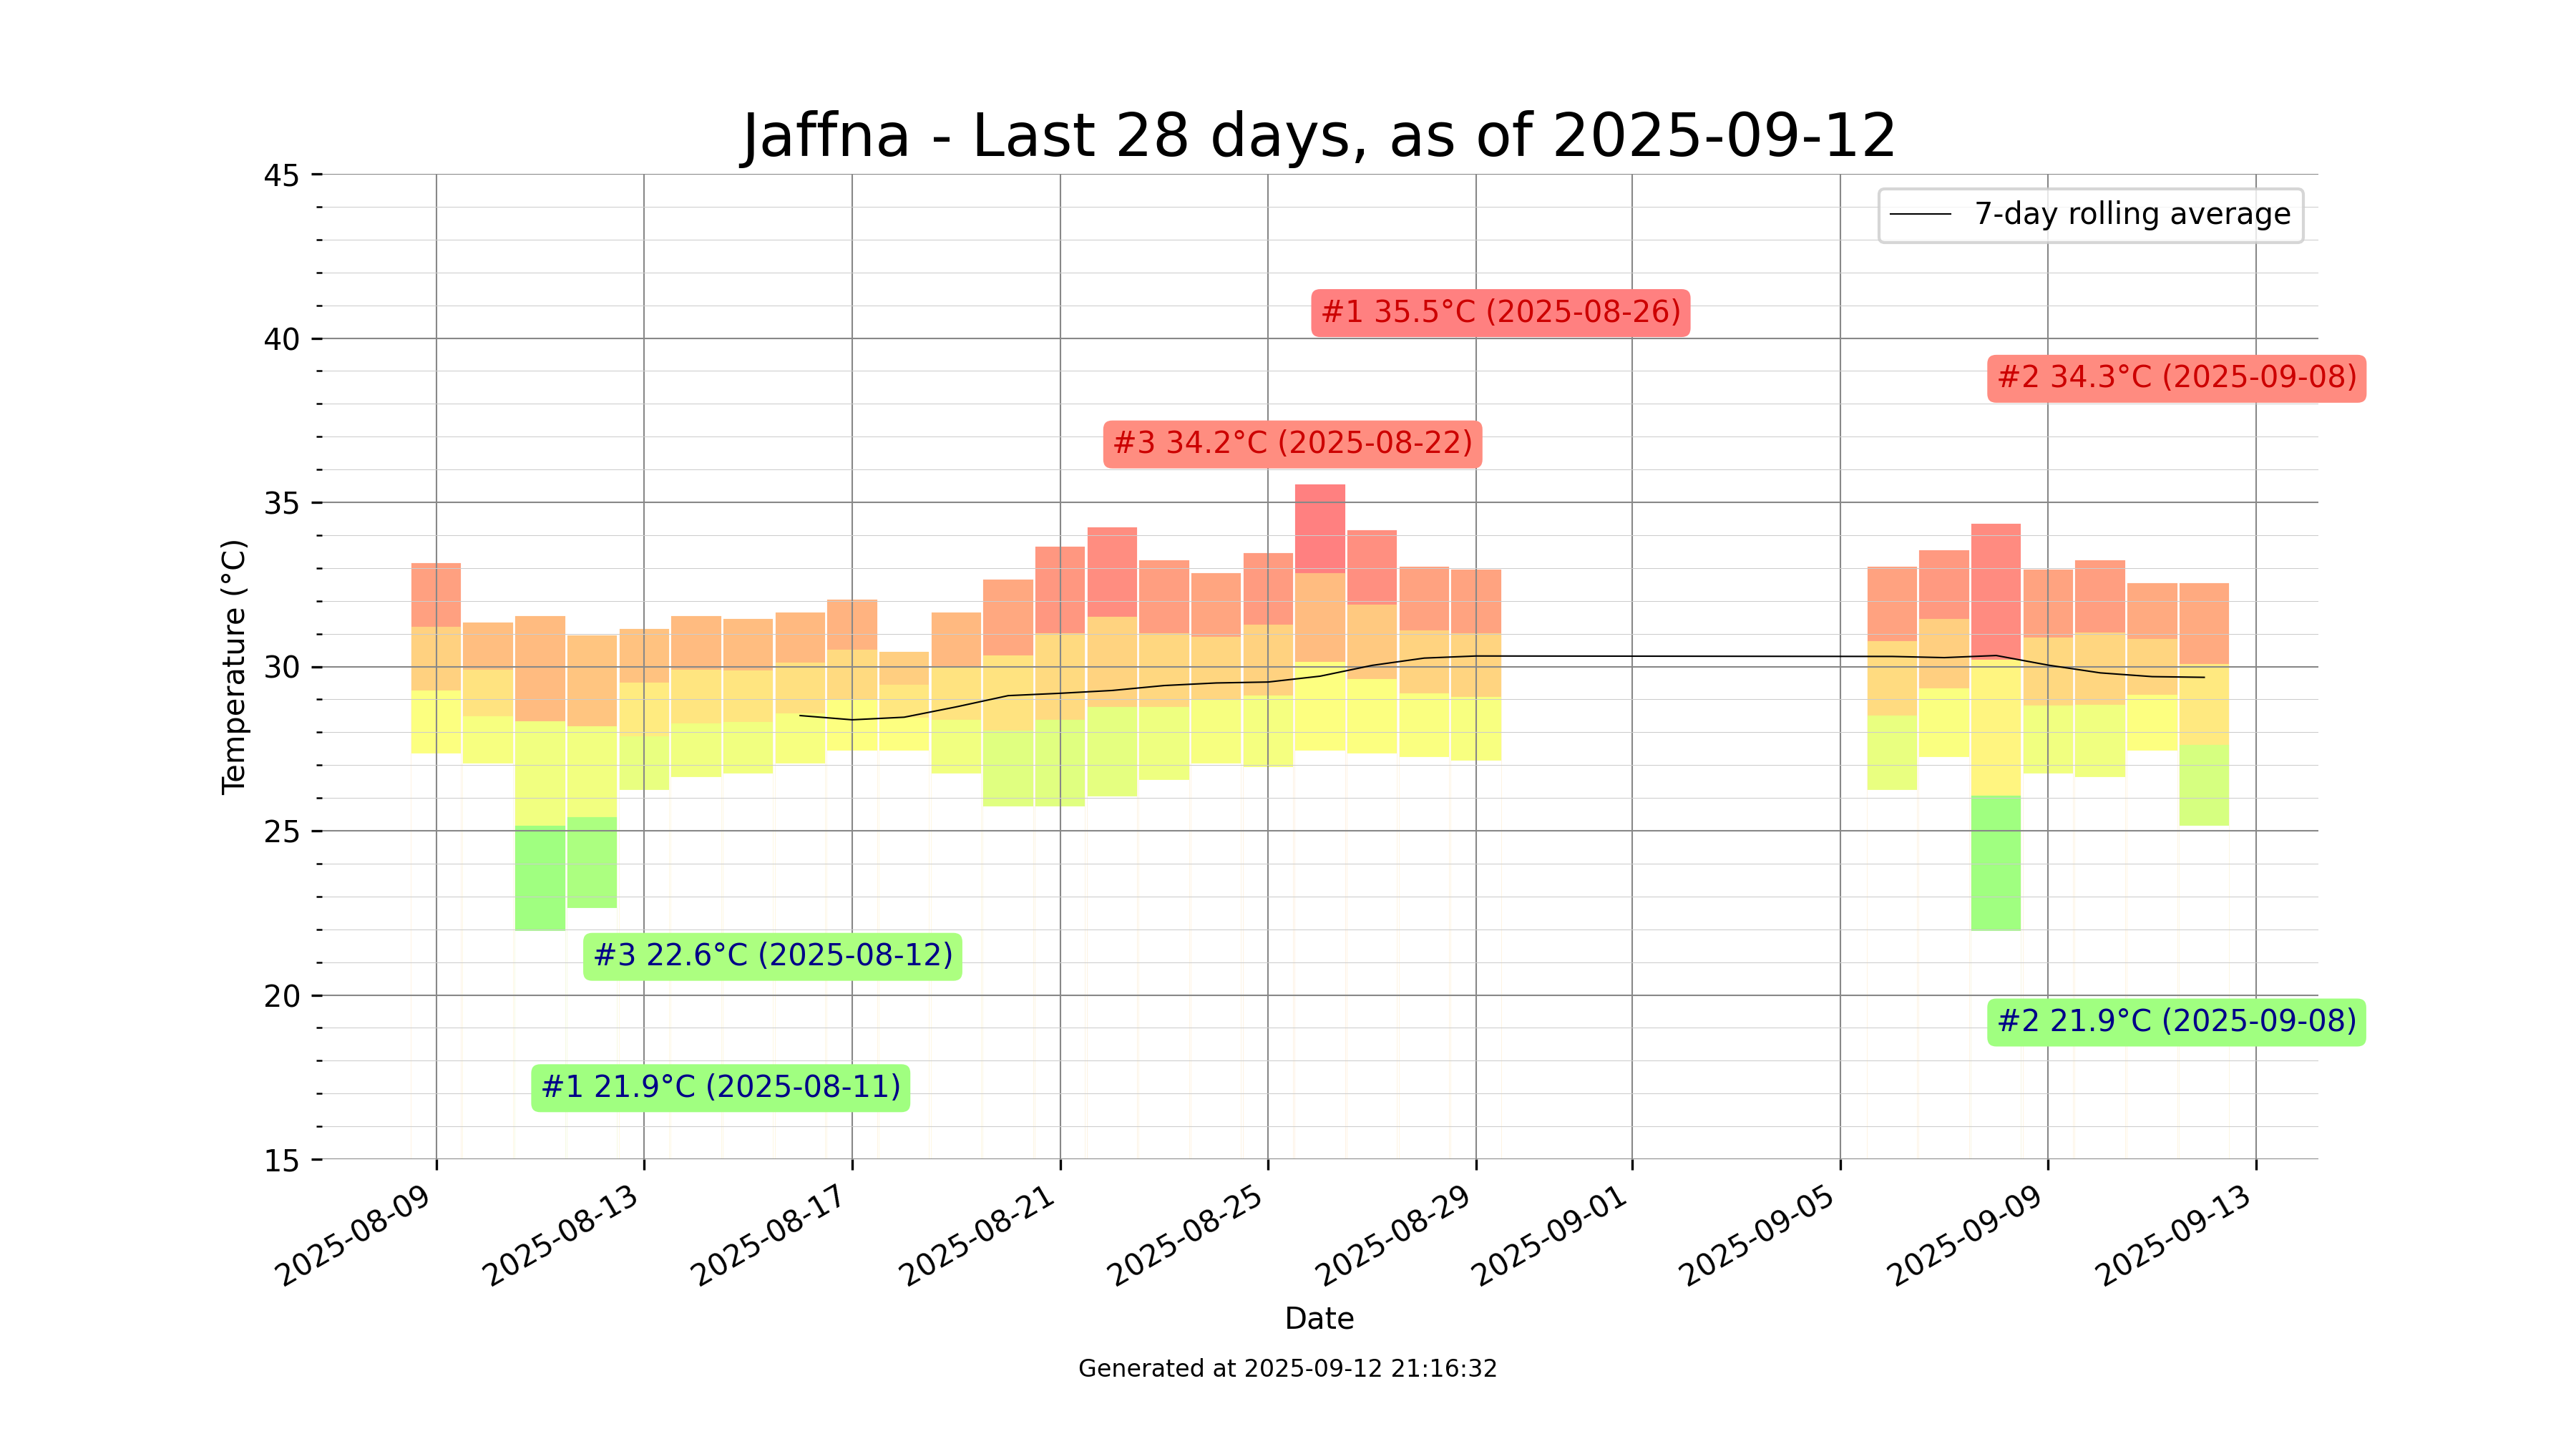 Jaffna - Last 28 days, as of 2025-09-12
7-day rolling average
45
40
35
30
25
20
15
Temperature (°C)
#1 35.5°C (2025-08-26)
#2 34.3°C (2025-09-08)
#3 34.2°C (2025-08-22)
#3 22.6°C (2025-08-12)
#2 21.9°C (2025-09-08)
#1 21.9°C (2025-08-11)
2025-08-09
2025-08-13
2025-08-17
2025-08-21
2025-08-25
2025-08-29
2025-09-01
2025-09-05
2025-09-09
2025-09-13
Date
Generated at 2025-09-12 21:16:32